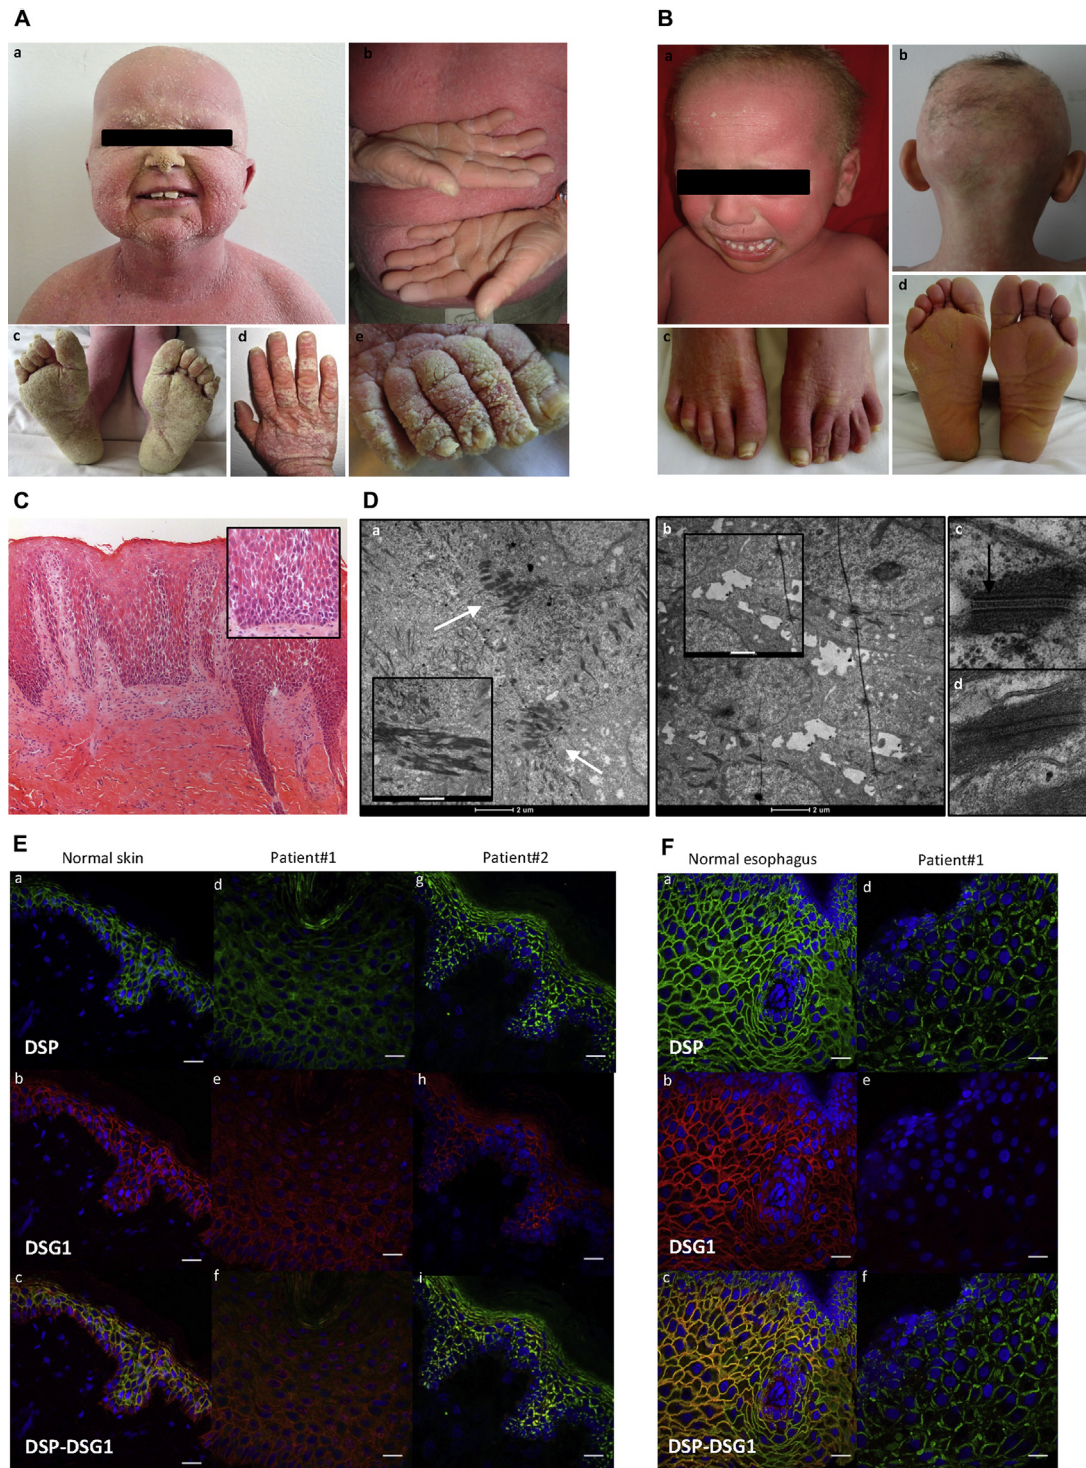 A
B
a
b
a
b
c
d
e
c
d
C
D
a
b
c
d
2 um
2 um
E
F
Normal skin
Patient#1
Patient#2
Normal esophagus
Patient#1
a
d
g
a
d
DSP
DSP
b
e
h
b
e
DSG1
DSG1
c
f
i
c
f
DSP-DSG1
DSP-DSG1